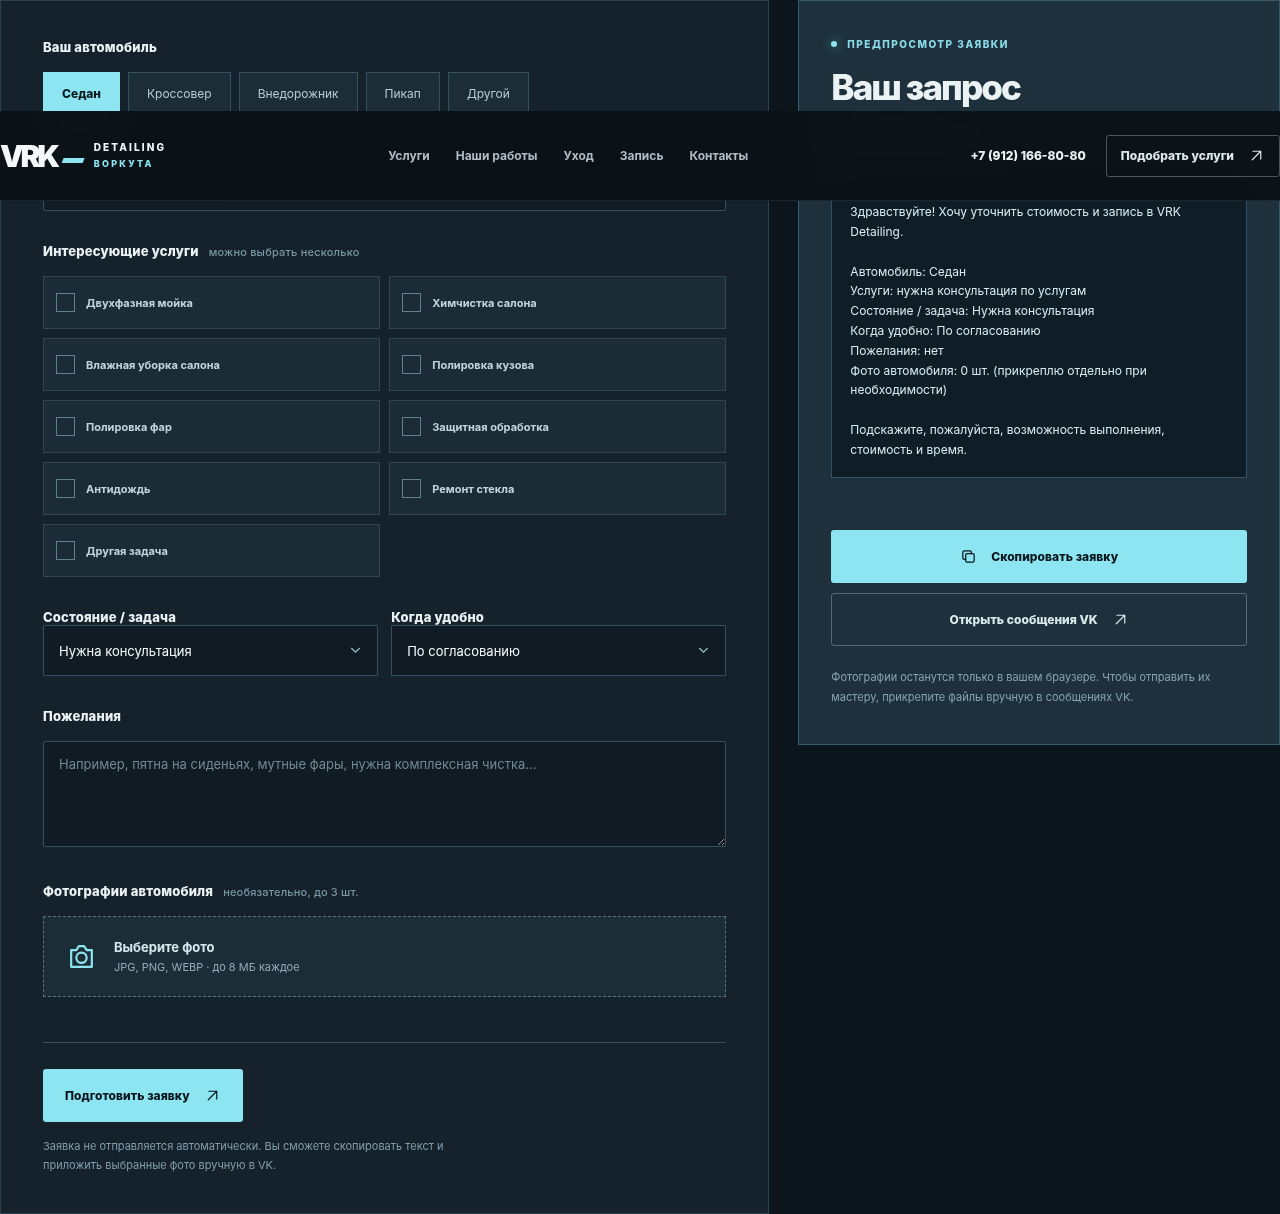 Ваш автомобиль
Седан
Кроссовер
Внедорожник
Пикап
Другой
ПРЕДПРОСМОТР ЗАЯВКИ
Ваш запрос
VRK
DETAILING
ВОРКУТА
Услуги
Наши работы
Уход
Запись
Контакты
+7 (912) 166-80-80
Подобрать услуги
Интересующие услуги можно выбрать несколько
Двухфазная мойка
Химчистка салона
Влажная уборка салона
Полировка кузова
Полировка фар
Защитная обработка
Антидождь
Ремонт стекла
Другая задача
Состояние / задача
Нужна консультация
Когда удобно
По согласованию
Пожелания
Например, пятна на сиденьях, мутные фары, нужна комплексная чистка...
Фотографии автомобиля необязательно, до 3 шт.
Выберите фото
JPG, PNG, WEBP · до 8 МБ каждое
Подготовить заявку
Заявка не отправляется автоматически. Вы сможете скопировать текст и
приложить выбранные фото вручную в VK.
Здравствуйте! Хочу уточнить стоимость и запись в VRK
Detailing.
Автомобиль: Седан
Услуги: нужна консультация по услугам
Состояние / задача: Нужна консультация
Когда удобно: По согласованию
Пожелания: нет
Фото автомобиля: 0 шт. (прикреплю отдельно при
необходимости)
Подскажите, пожалуйста, возможность выполнения,
стоимость и время.
Скопировать заявку
Открыть сообщения VK
Фотографии останутся только в вашем браузере. Чтобы отправить их
мастеру, прикрепите файлы вручную в сообщениях VK.